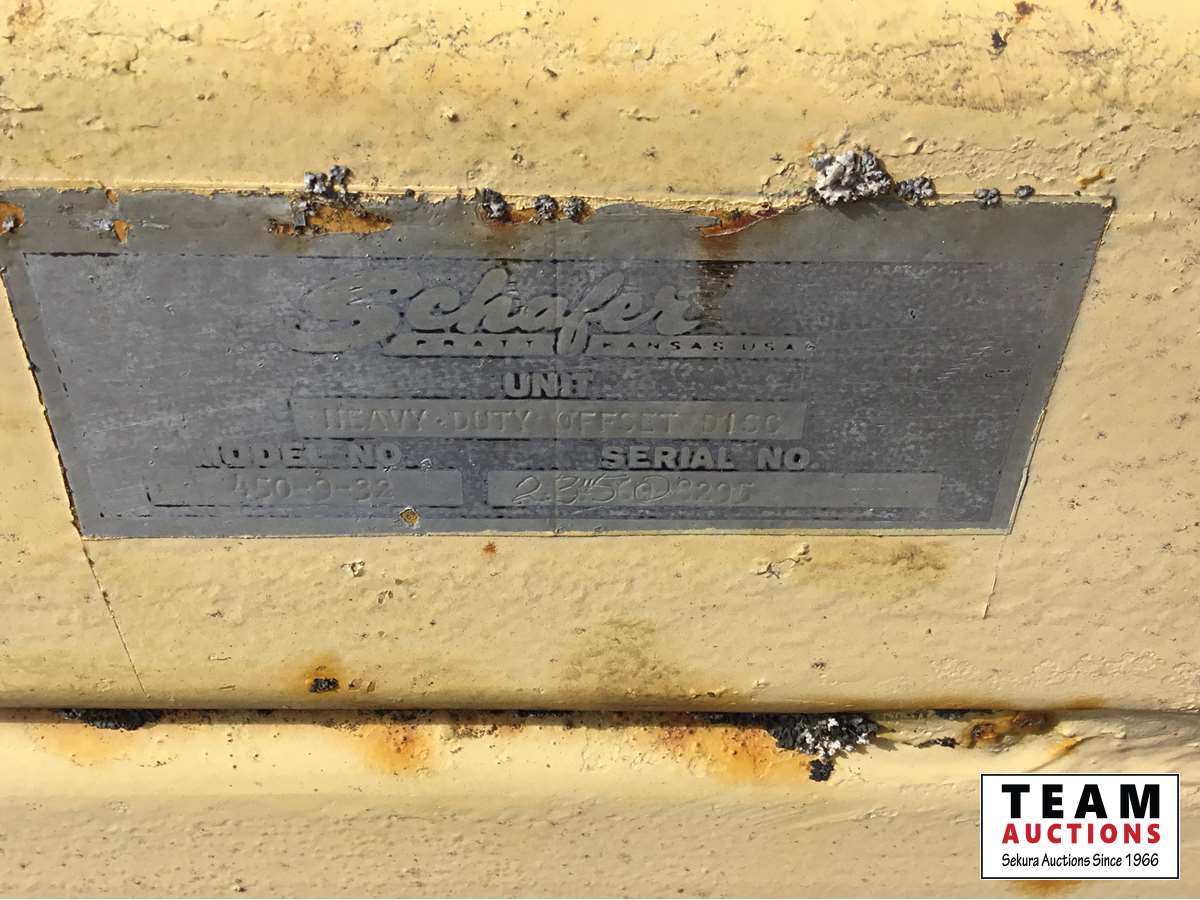 Schafer
PRATT KANSAS USA
UNIT
HEAVY DUTY OFFSET DISC
MODEL NO. SERIAL NO.
450-9-32
TEAM
AUCTIONS
Sekura Auctions Since 1966